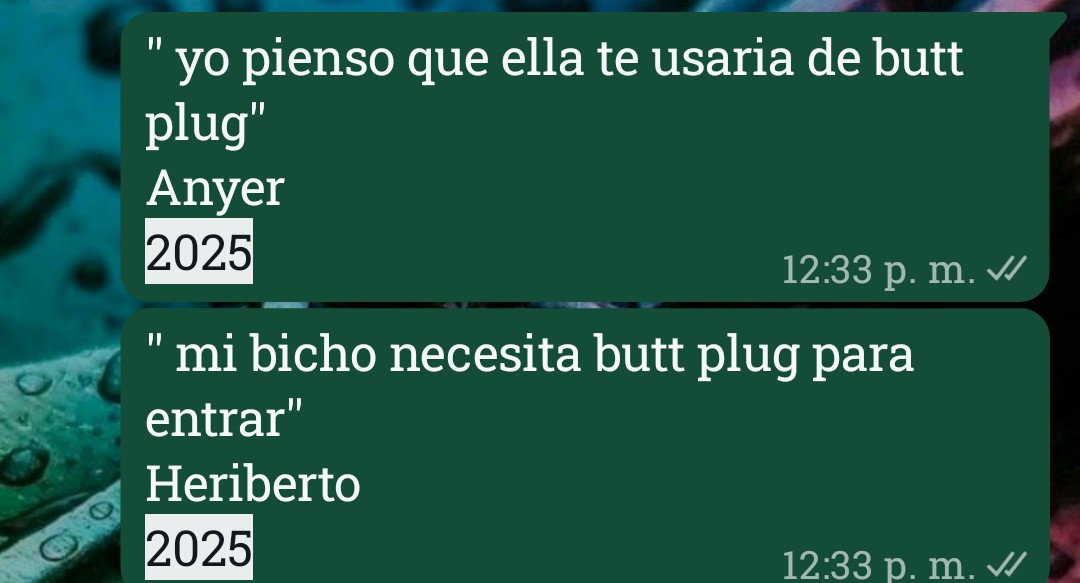 " yo pienso que ella te usaria de butt
plug"
Anyer
2025
12:33 p. m.
" mi bicho necesita butt plug para
entrar"
Heriberto
2025
12:33 p. m.